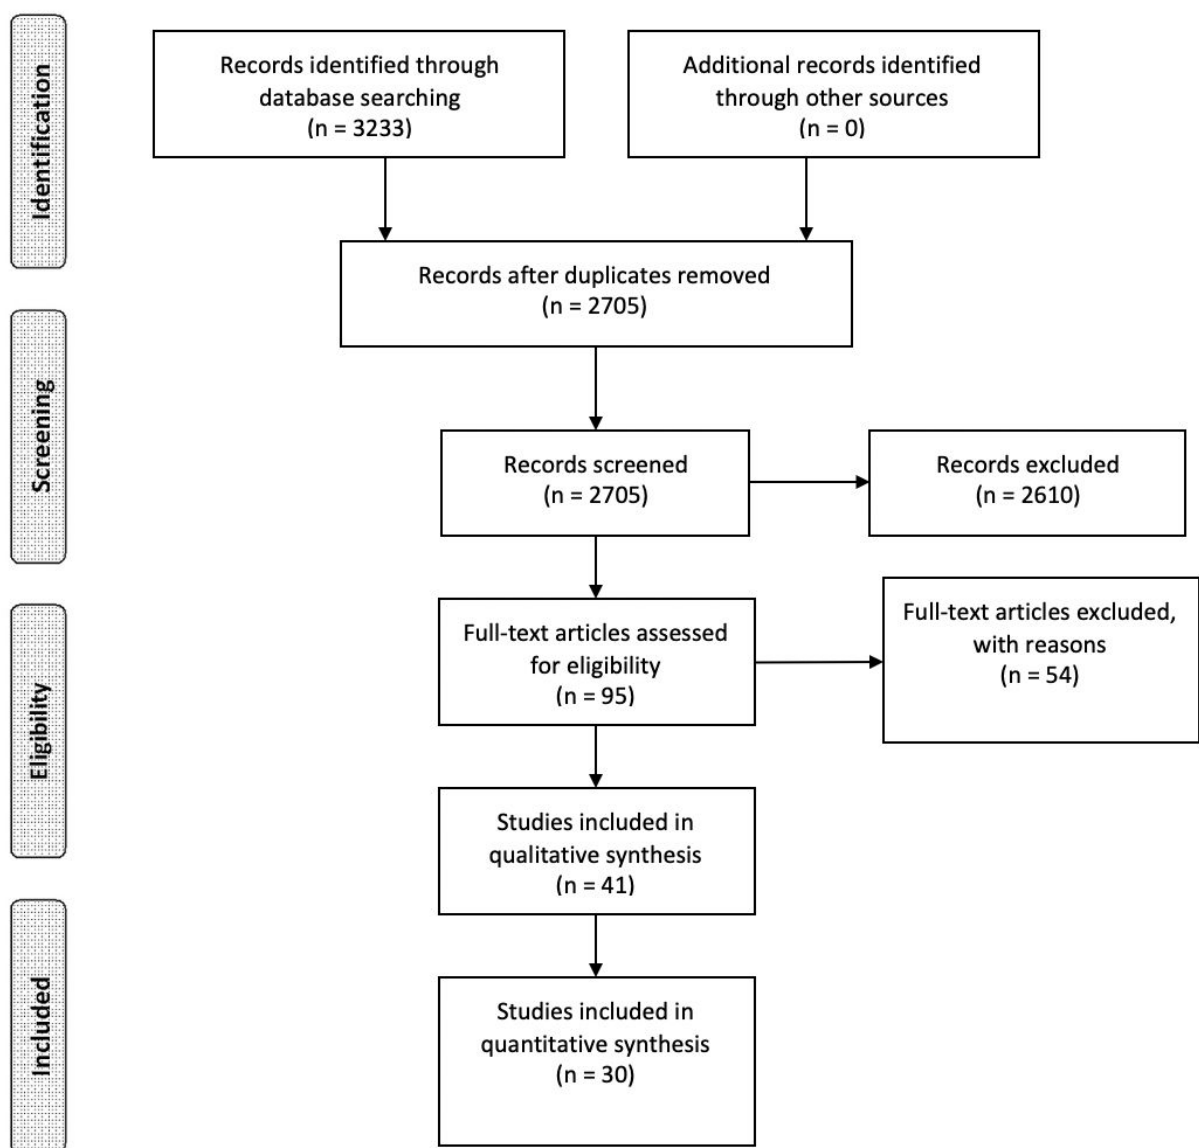 Identification
Records identified through
database searching
(n = 3233)
Additional records identified
through other sources
(n = 0)
Records after duplicates removed
(n = 2705)
Screening
Records screened
(n = 2705)
Records excluded
(n = 2610)
Eligibility
Full-text articles assessed
for eligibility
(n = 95)
Full-text articles excluded,
with reasons
(n = 54)
Studies included in
qualitative synthesis
(n = 41)
Included
Studies included in
quantitative synthesis
(n = 30)